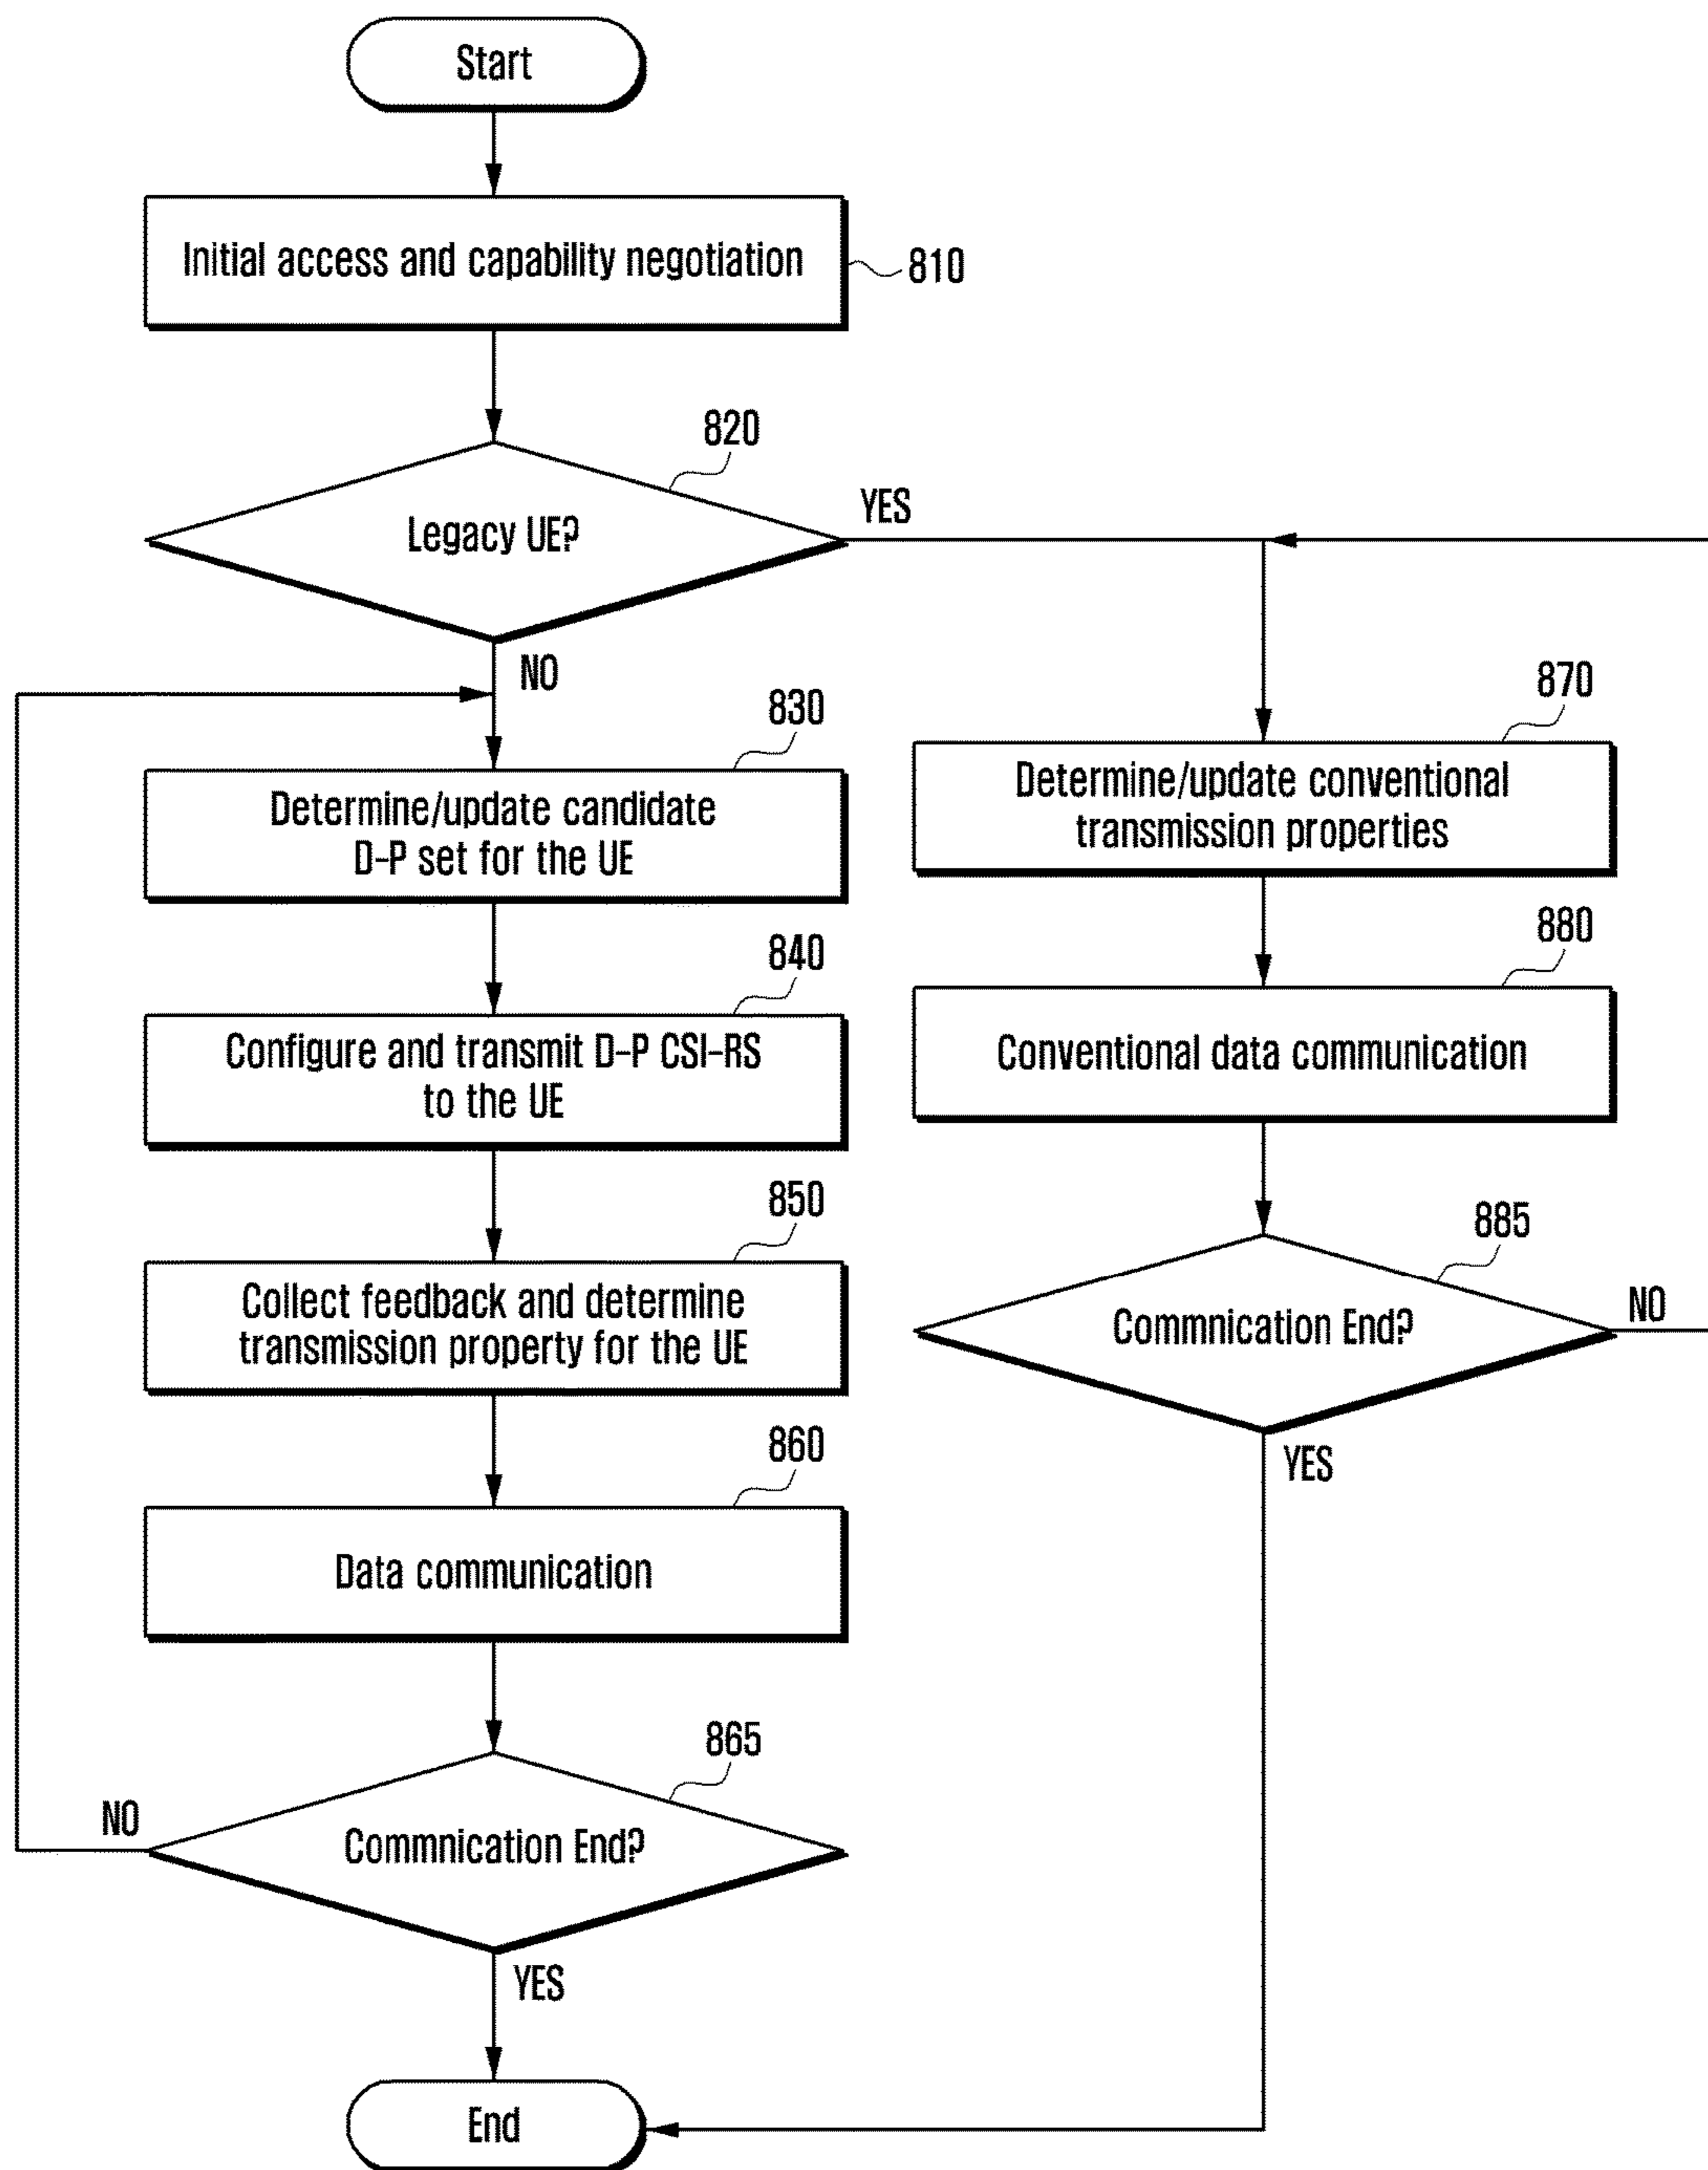 Start
Initial access and capability negotiation
810
820
Legacy UE?
YES
NO
830
Determine/update candidate
D-P set for the UE
840
Configure and transmit D-P CSI-RS
to the UE
850
Collect feedback and determine
transmission property for the UE
860
Data communication
865
Commnication End?
NO
YES
870
Determine/update conventional
transmission properties
880
Conventional data communication
885
Commnication End?
NO
YES
End